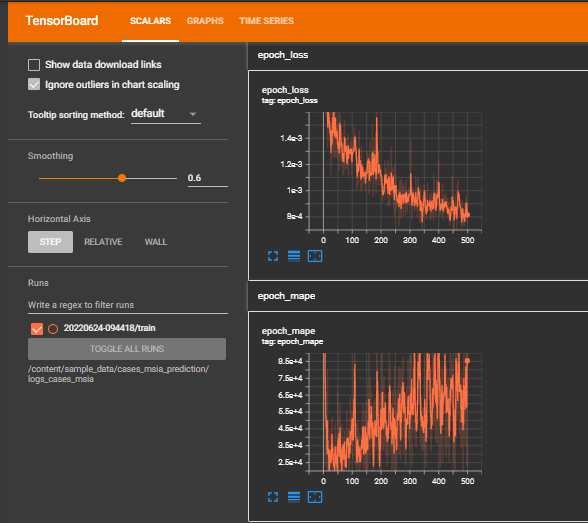 TensorBoard
SCALARS
GRAPHS
TIME SERIES
Show data download links
Ignore outliers in chart scaling
Tooltip sorting method: default
Smoothing
0.6
Horizontal Axis
STEP
RELATIVE
WALL
Runs
Write a regex to filter runs
20220624-094418/train
TOGGLE ALL RUNS
/content/sample_data/cases_msia_prediction/
logs_cases_msia
epoch_loss
epoch_loss
tag: epoch_loss
1.4e-3
1.2e-3
1e-3
8e-4
0 100 200 300 400 500
epoch_mape
epoch_mape
tag: epoch_mape
8.5e+4
7.5e+4
6.5e+4
5.5e+4
4.5e+4
3.5e+4
2.5e+4
0 100 200 300 400 500